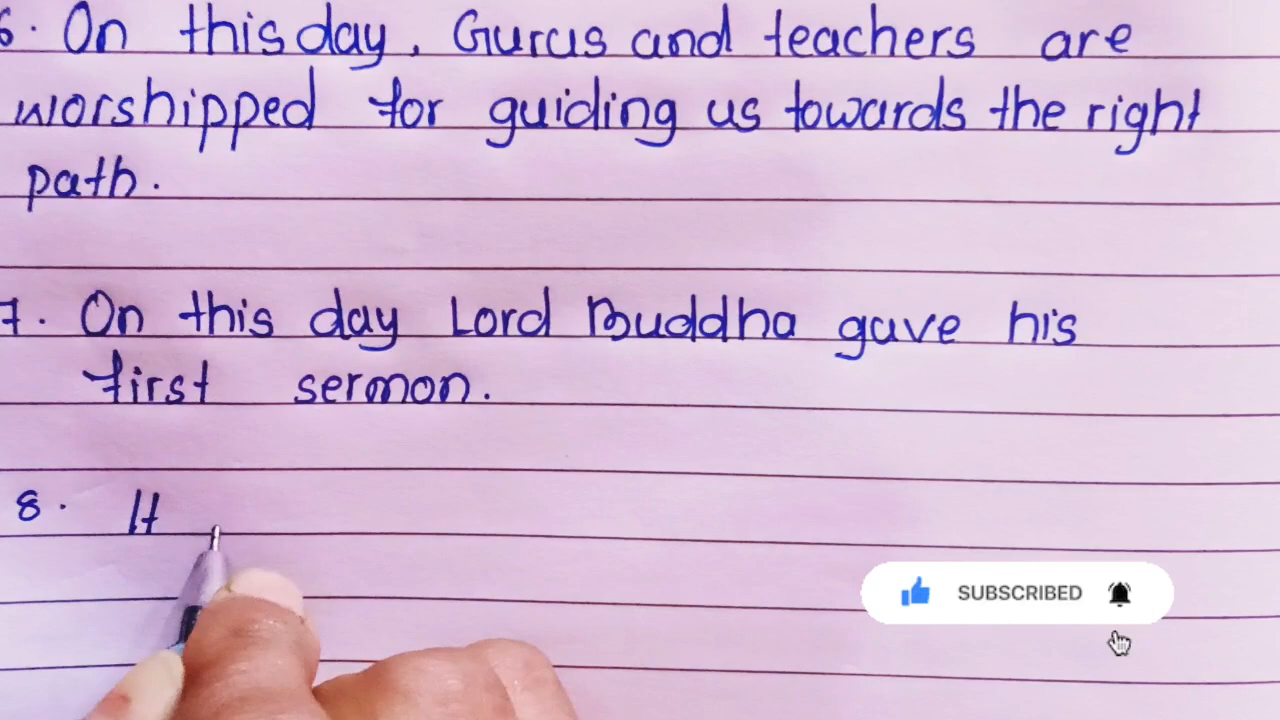 6. On this day, Gurus and teachers are
worshipped for guiding us towards the right
path.
7. On this day Lord Buddha gave his
first sermon.
8. It
SUBSCRIBED